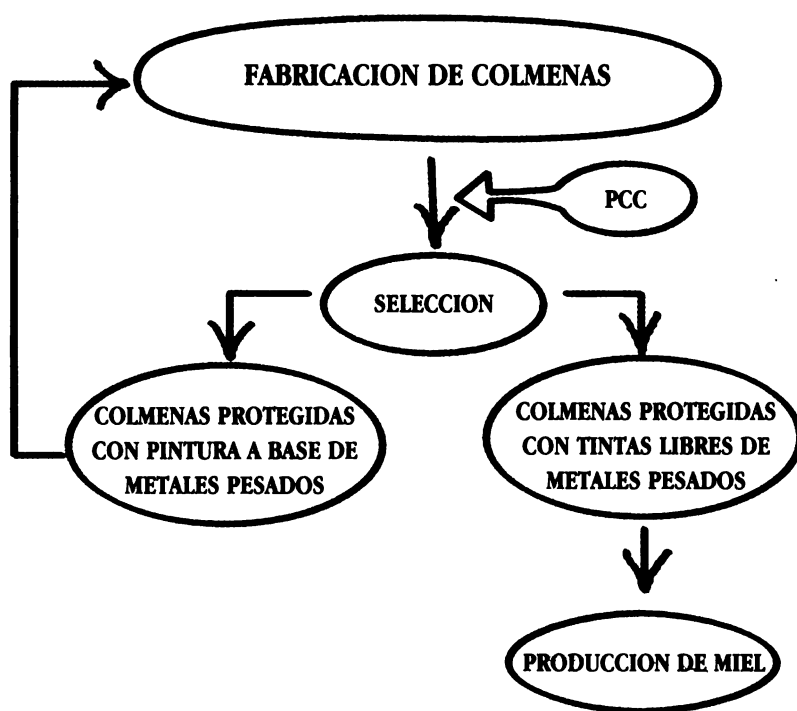 FABRICACION DE COLMENAS
PCC
SELECCION
COLMENAS PROTEGIDAS
CON PINTURA A BASE DE
METALES PESADOS
COLMENAS PROTEGIDAS
CON TINTAS LIBRES DE
METALES PESADOS
PRODUCCION DE MIEL